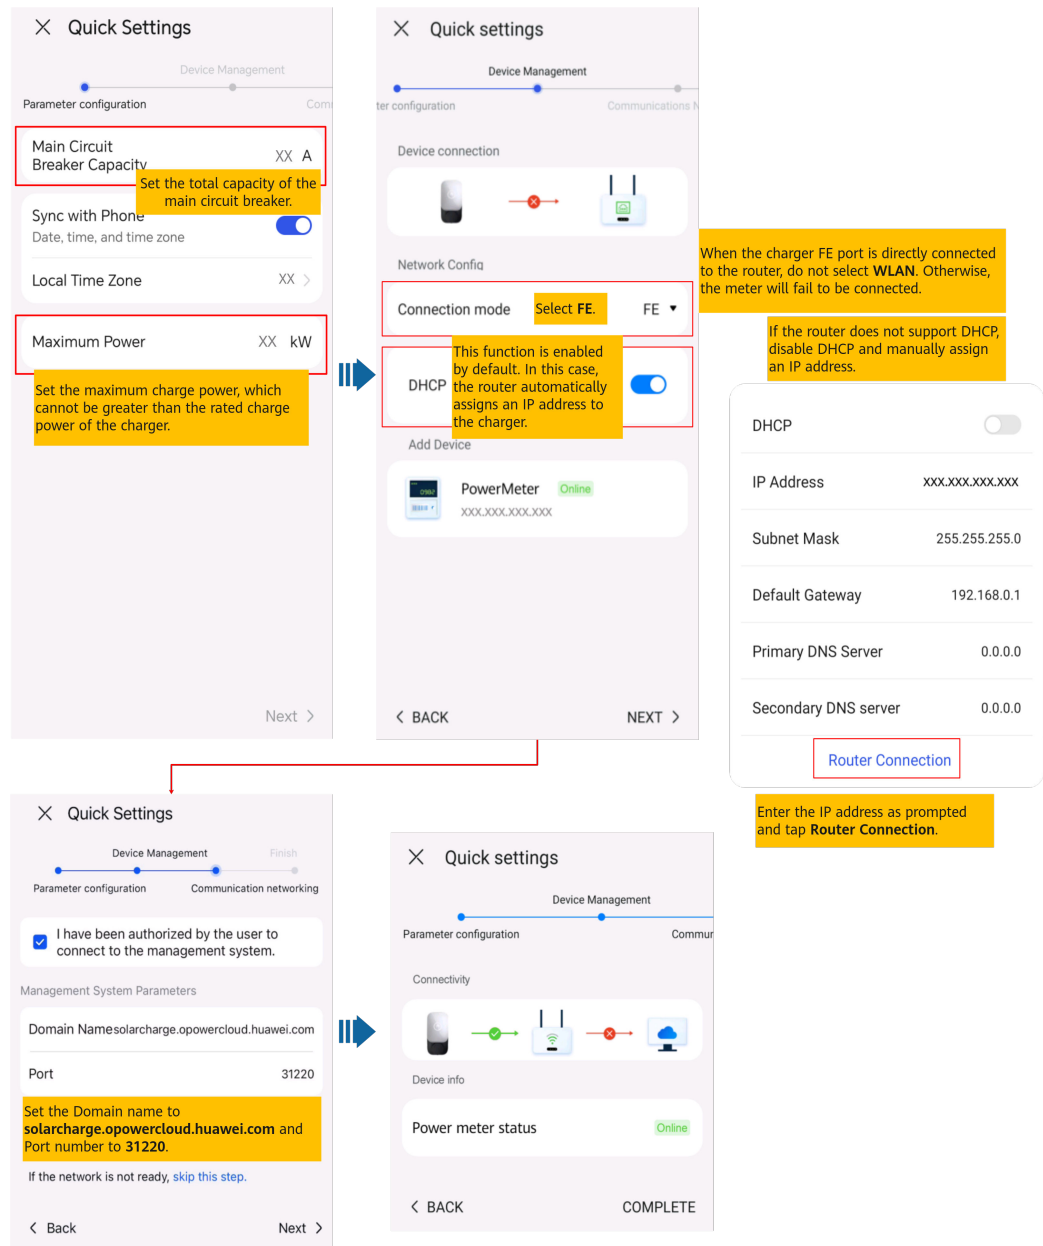 Quick Settings
Device Management
Parameter configuration
Com
Main Circuit
Breaker Capacity
XX A
Set the total capacity of the
main circuit breaker.
Sync with Phone
Date, time, and time zone
Local Time Zone
XX
Maximum Power
XX kW
Set the maximum charge power, which
cannot be greater than the rated charge
power of the charger.
Next
Quick settings
Device Management
ter configuration
Communications N
Device connection
Network Config
Connection mode
Select FE.
FE
DHCP
This function is enabled
by default. In this case,
the router automatically
assigns an IP address to
the charger.
Add Device
PowerMeter
Online
XXX.XXX.XXX.XXX
BACK
NEXT
When the charger FE port is directly connected
to the router, do not select WLAN. Otherwise,
the meter will fail to be connected.
If the router does not support DHCP,
disable DHCP and manually assign
an IP address.
DHCP
IP Address
XXX.XXX.XXX.XXX
Subnet Mask
255.255.255.0
Default Gateway
192.168.0.1
Primary DNS Server
0.0.0.0
Secondary DNS server
0.0.0.0
Router Connection
Enter the IP address as prompted
and tap Router Connection.
Quick Settings
Device Management
Finish
Parameter configuration
Communication networking
I have been authorized by the user to
connect to the management system.
Management System Parameters
Domain Name solarcharge.opowercloud.huawei.com
Port
31220
Set the Domain name to
solarcharge.opowercloud.huawei.com and
Port number to 31220.
If the network is not ready, skip this step.
Back
Next
Quick settings
Device Management
Parameter configuration
Commur
Connectivity
Device info
Power meter status
Online
BACK
COMPLETE